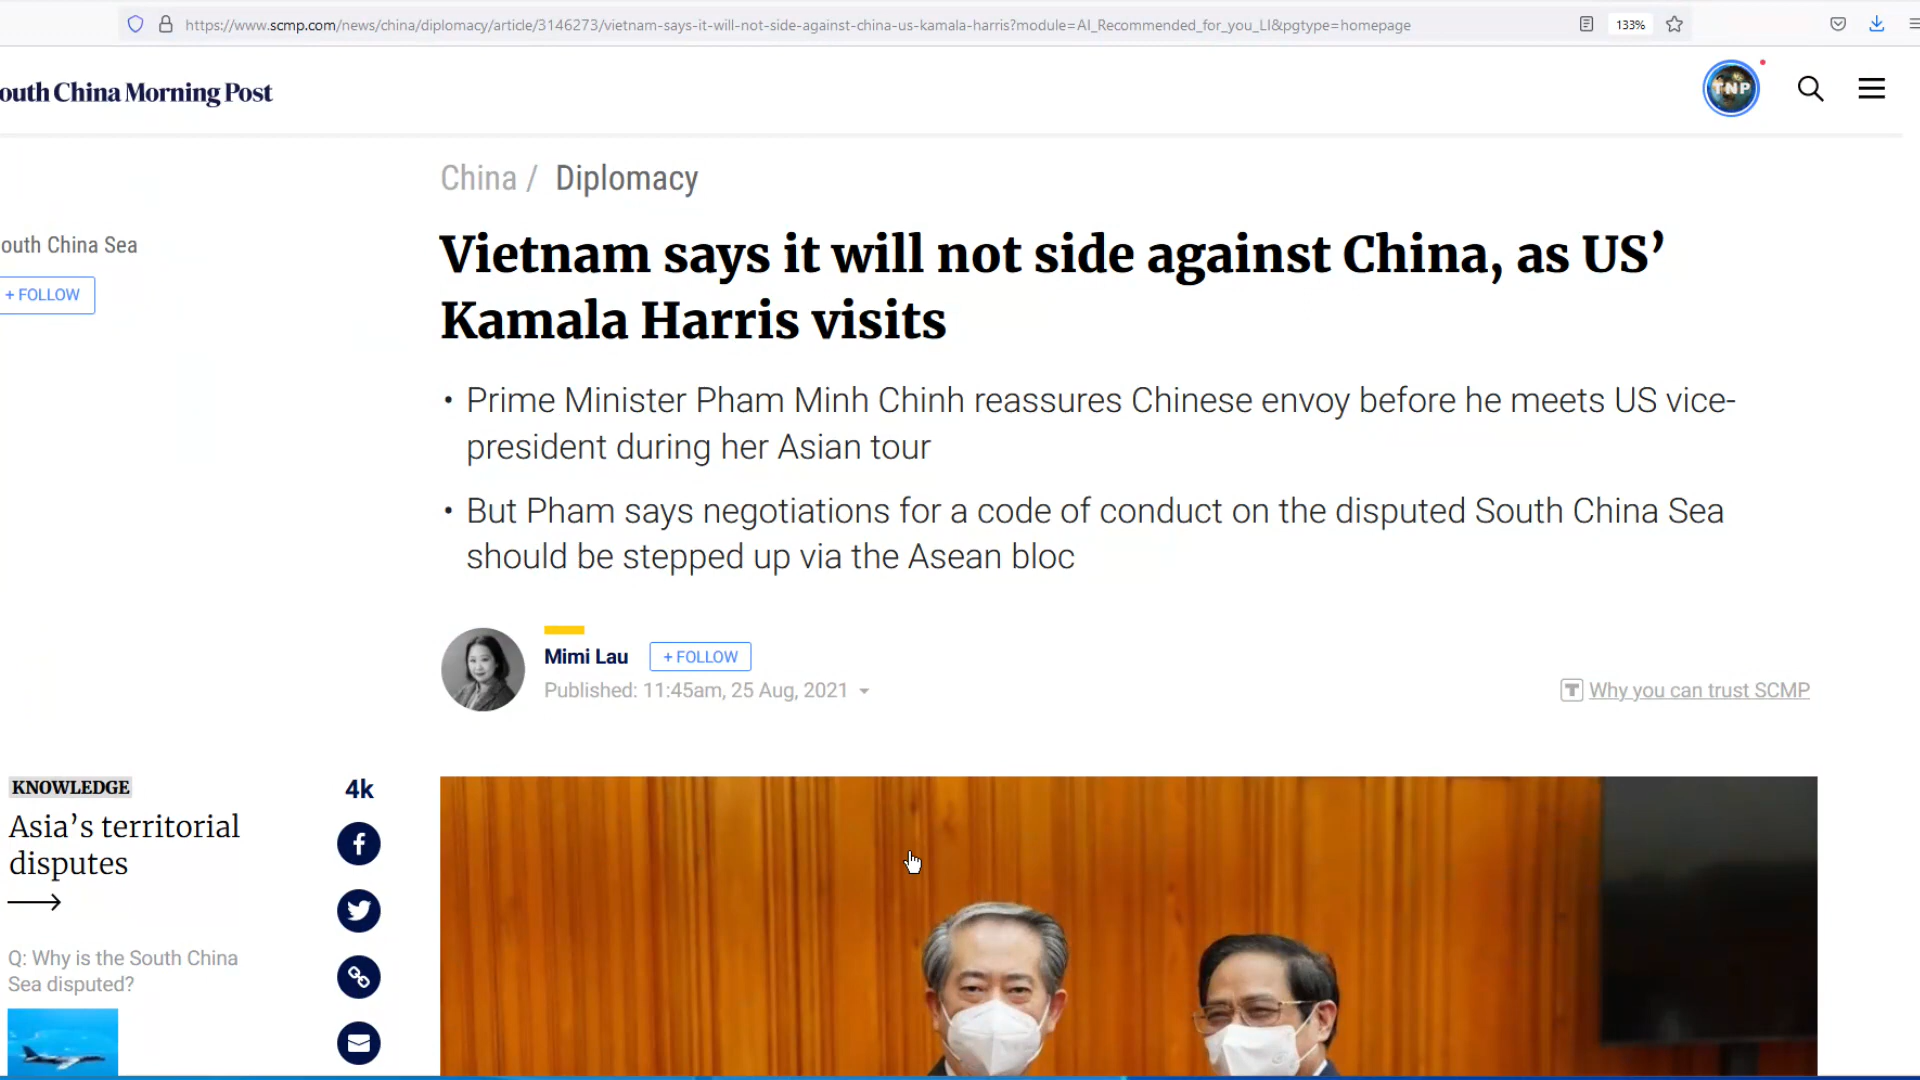 https://www.scmp.com/news/china/diplomacy/article/3146273/vietnam-says-it-will-not-side-against-china-us-kamala-harris?module=AI_Recommended_for_you_LI&pgtype=homepage
133%
outh China Morning Post
TNP
China / Diplomacy
outh China Sea
+ FOLLOW
Vietnam says it will not side against China, as US’
Kamala Harris visits
• Prime Minister Pham Minh Chinh reassures Chinese envoy before he meets US vice-
president during her Asian tour
• But Pham says negotiations for a code of conduct on the disputed South China Sea
should be stepped up via the Asean bloc
Mimi Lau
+ FOLLOW
Published: 11:45am, 25 Aug, 2021
Why you can trust SCMP
KNOWLEDGE
Asia’s territorial
disputes
Q: Why is the South China
Sea disputed?
4k